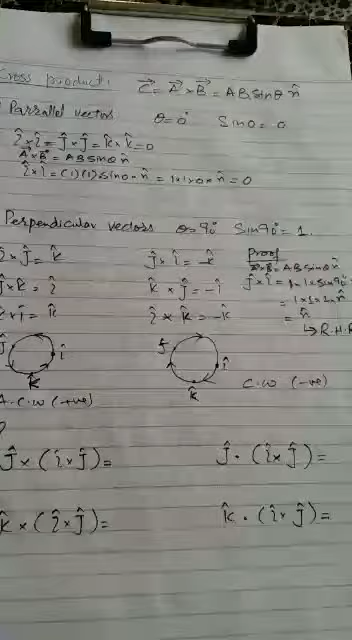 Cross product: C⃗ = A⃗ × B⃗ = AB sinθ n̂
Parrallel vectors θ=0° Sin0 = 0
î×î = ĵ×ĵ = k̂×k̂ = 0
A⃗×B⃗ = AB sinθ n̂
î×î = (1)(1) sin0 · n̂ = 1×1×0×n̂ = 0
Perpendicular vectors θ=90° Sin90° = 1.
î×ĵ = k̂ ĵ×î = -k̂ Proof
A⃗×B⃗ = AB sinθ n̂
ĵ×k̂ = î k̂×ĵ = -î ĵ×î = 1×1×sin90°
= 1×1×1×n̂
k̂×î = k̂ î×k̂ = -k̂ = n̂
↳ R.H.R
ĵ î k̂ ĵ î k̂
A.C.W (+ve) C.W (-ve)
ĵ×(î×ĵ)= ĵ·(î×ĵ)=
k̂×(î×ĵ)= k̂·(î×ĵ)=